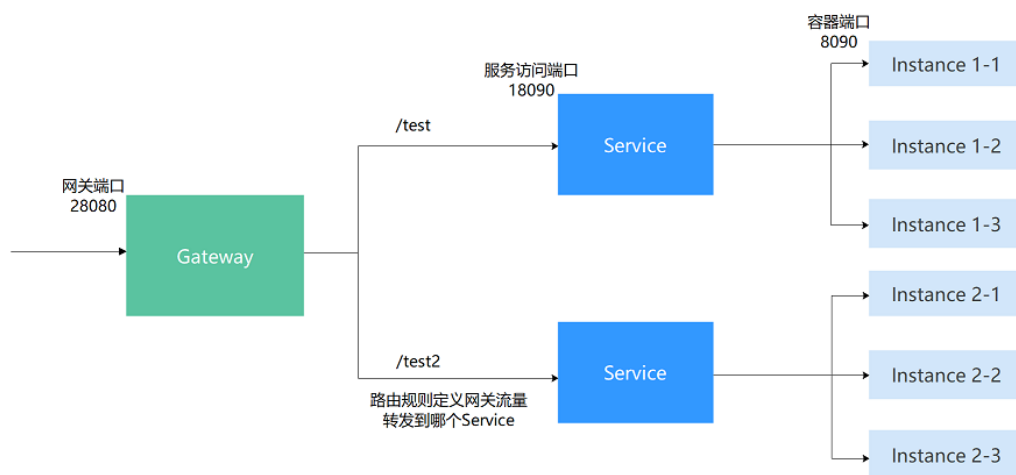 容器端口
8090
Instance 1-1
服务访问端口
18090
/test
Service
Instance 1-2
网关端口
28080
Instance 1-3
Gateway
Instance 2-1
/test2
Service
Instance 2-2
路由规则定义网关流量
转发到哪个Service
Instance 2-3